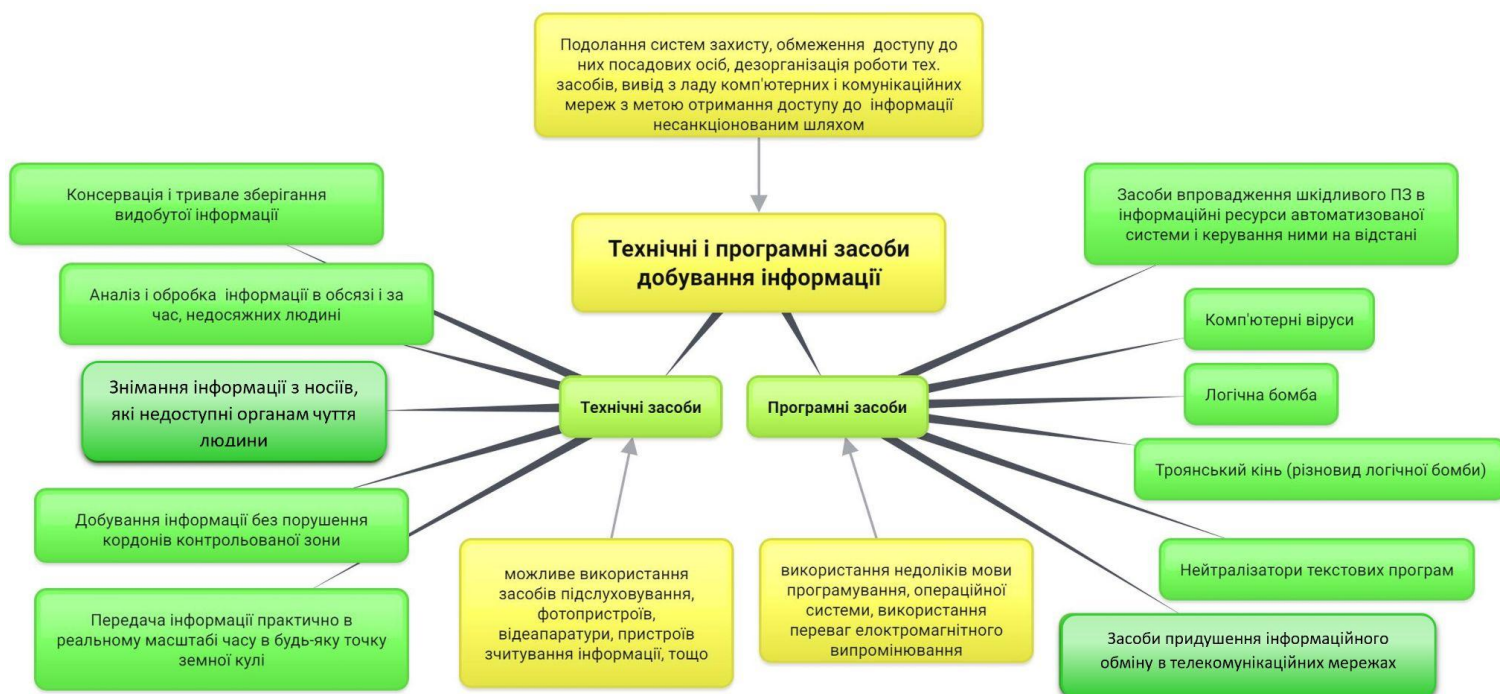 Подолання систем захисту, обмеження доступу до
них посадових осіб, дезорганізація роботи тех.
засобів, вивід з ладу комп'ютерних і комунікаційних
мереж з метою отримання доступу до інформації
несанкціонованим шляхом
Технічні і програмні засоби
добування інформації
Консервація і тривале зберігання
видобутої інформації
Аналіз і обробка інформації в обсязі і за
час, недосяжних людині
Знімання інформації з носіїв,
які недоступні органам чуття
людини
Добування інформації без порушення
кордонів контрольованої зони
Передача інформації практично в
реальному масштабі часу в будь-яку точку
земної кулі
Технічні засоби
можливе використання
засобів підслуховування,
фотопристроїв,
відеапаратури, пристроїв
зчитування інформації, тощо
Програмні засоби
використання недоліків мови
програмування, операційної
системи, використання
переваг елоктромагнітного
випромінювання
Засоби впровадження шкідливого ПЗ в
інформаційні ресурси автоматизованої
системи і керування ними на відстані
Комп'ютерні віруси
Логічна бомба
Троянський кінь (різновид логічної бомби)
Нейтралізатори текстових програм
Засоби придушення інформаційного
обміну в телекомунікаційних мережах